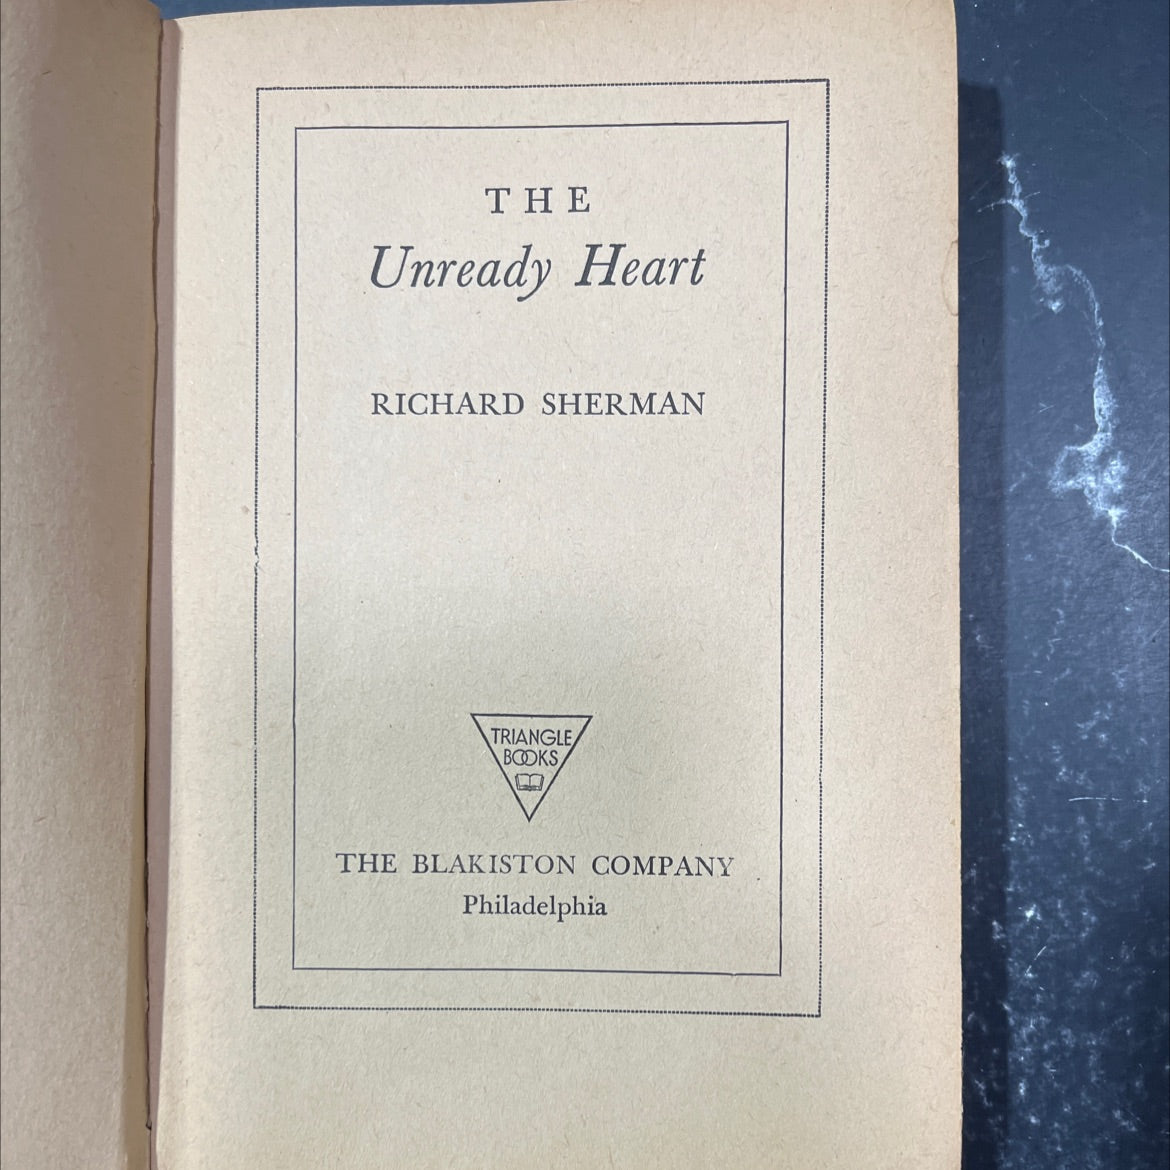 THE
Unready Heart
RICHARD SHERMAN
TRIANGLE
BOOKS
THE BLAKISTON COMPANY
Philadelphia